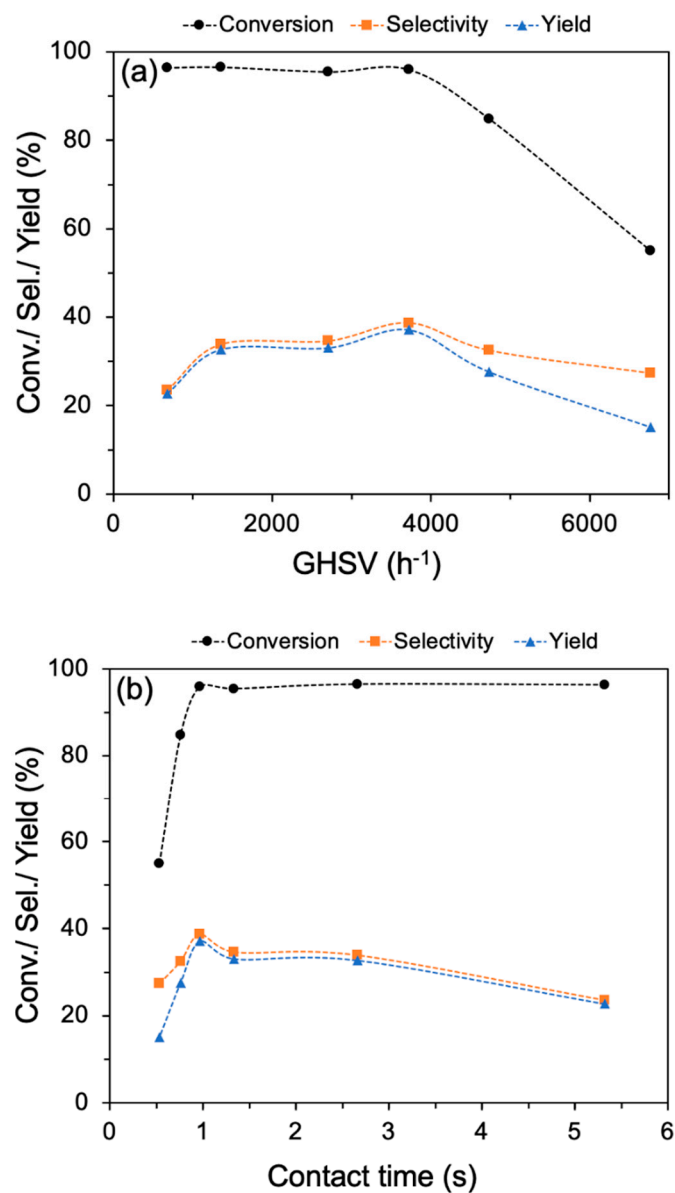 Conversion Selectivity Yield
(a)
Conv./ Sel./ Yield (%)
100
80
60
40
20
0
0 2000 4000 6000
GHSV (h⁻¹)
Conversion Selectivity Yield
(b)
Conv./ Sel./ Yield (%)
100
80
60
40
20
0
0 1 2 3 4 5 6
Contact time (s)